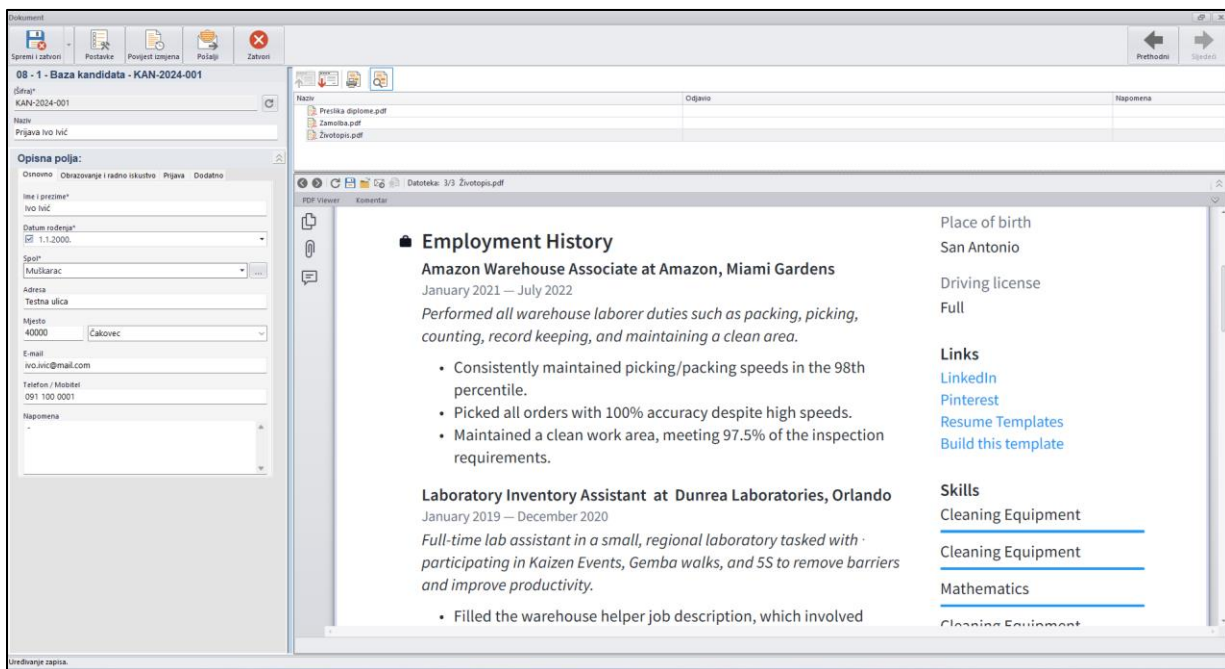 Dokument
Spremi i zatvori
Postavke
Povijest izmjena
Pošalji
Zatvori
Prethodni
Sljedeći
08 - 1 - Baza kandidata - KAN-2024-001
(Šifra)*
KAN-2024-001
Naziv
Prijava Ivo Ivić
Opisna polja:
Osnovno Obrazovanje i radno iskustvo Prijava Dodatno
Ime i prezime*
Ivo Ivić
Datum rođenja*
1.1.2000.
Spol*
Muškarac
...
Adresa
Testna ulica
Mjesto
40000 Čakovec
E-mail
ivo.ivic@mail.com
Telefon / Mobitel
091 100 0001
Napomena
-
Naziv Odjavio Napomena
Preslika diplome.pdf
Zamolba.pdf
Životopis.pdf
Datoteka: 3/3 Životopis.pdf
PDF Viewer Komentar
Employment History
Amazon Warehouse Associate at Amazon, Miami Gardens
January 2021 — July 2022
Performed all warehouse laborer duties such as packing, picking,
counting, record keeping, and maintaining a clean area.
• Consistently maintained picking/packing speeds in the 98th
percentile.
• Picked all orders with 100% accuracy despite high speeds.
• Maintained a clean work area, meeting 97.5% of the inspection
requirements.
Laboratory Inventory Assistant at Dunrea Laboratories, Orlando
January 2019 — December 2020
Full-time lab assistant in a small, regional laboratory tasked with
participating in Kaizen Events, Gemba walks, and 5S to remove barriers
and improve productivity.
• Filled the warehouse helper job description, which involved
Place of birth
San Antonio
Driving license
Full
Links
LinkedIn
Pinterest
Resume Templates
Build this template
Skills
Cleaning Equipment
Cleaning Equipment
Mathematics
Cleaning Equipment
Uređivanje zapisa.